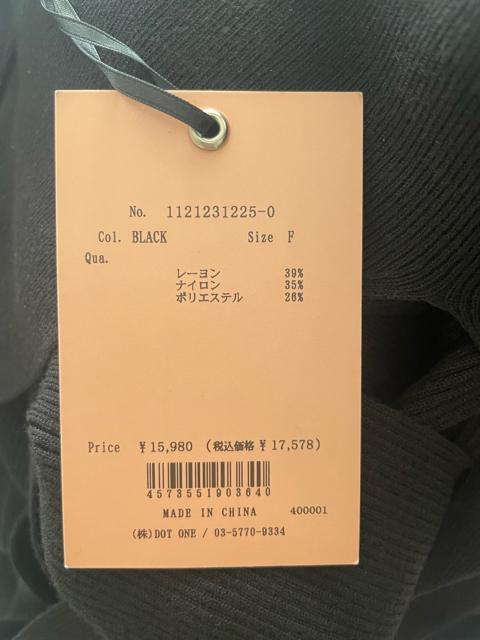 No. 1121231225-0
Col. BLACK Size F
Qua.
レーヨン 39%
ナイロン 35%
ポリエステル 26%
Price ¥15,980 (税込価格 ¥17,578)
4573551903640
MADE IN CHINA 400001
(株)DOT ONE / 03-5770-9334